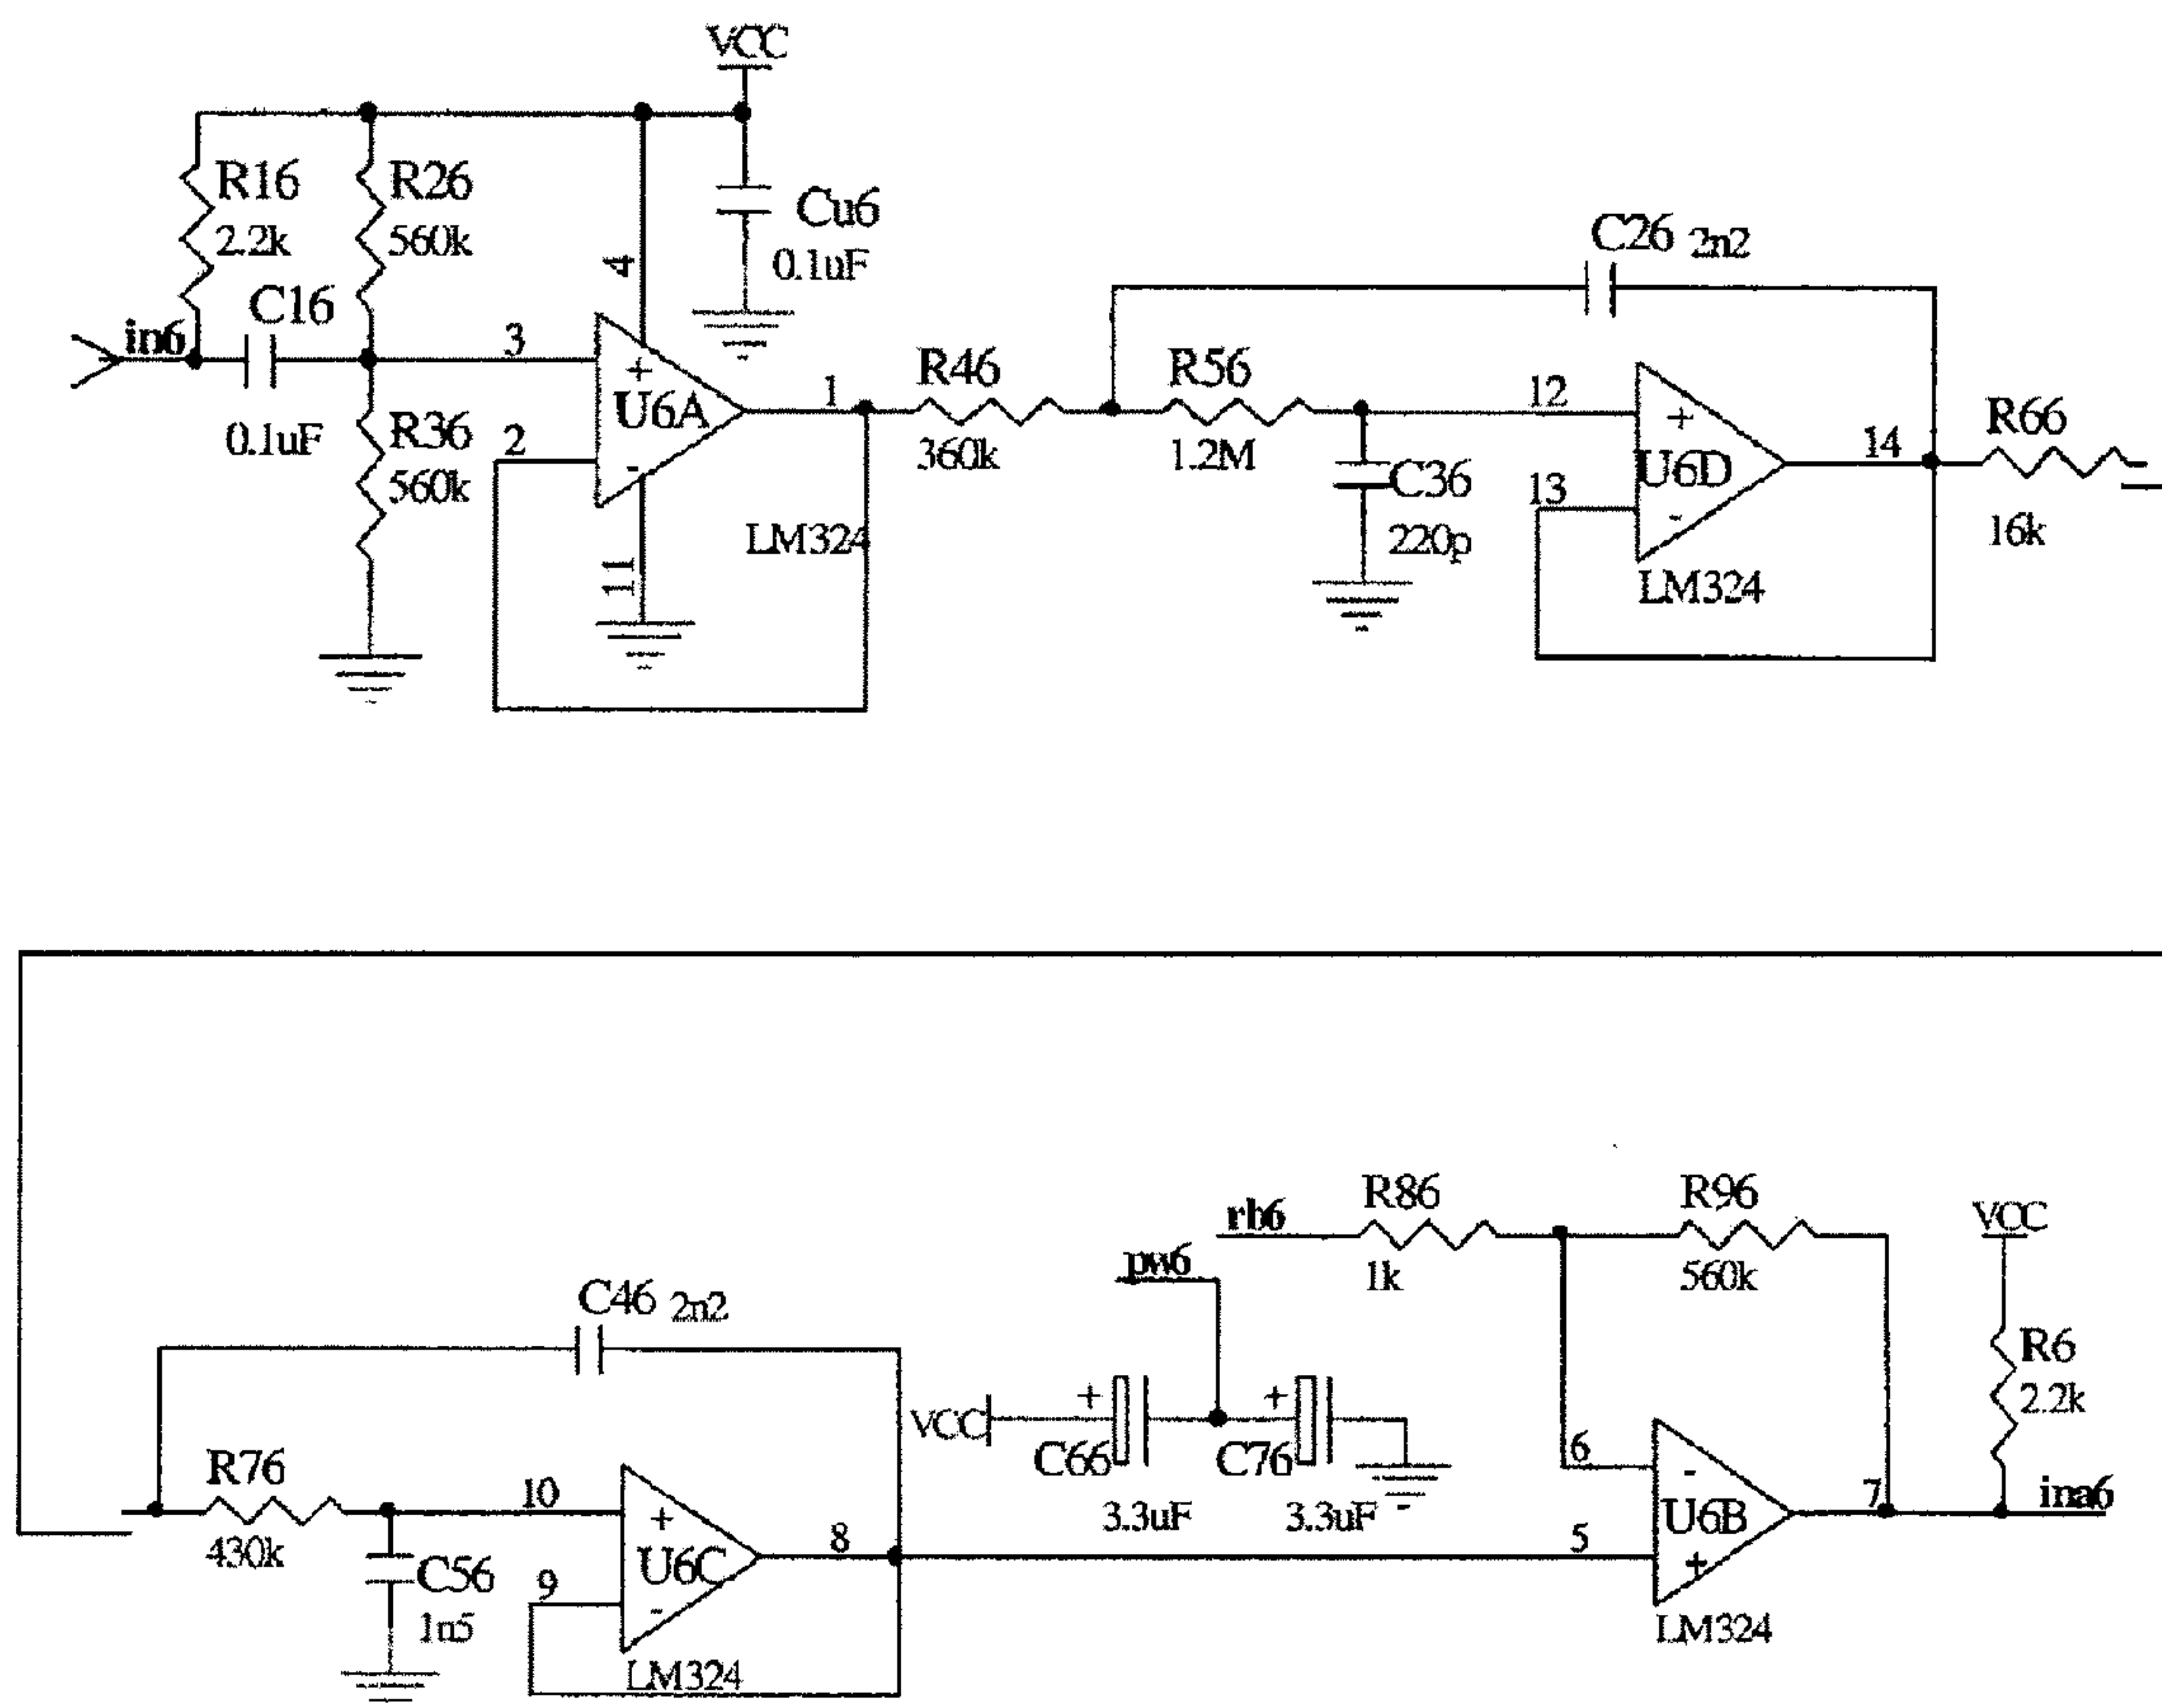 VCC
R16
2.2k
R26
560k
Cu6
0.1uF
4
C16
0.1uF
in6
3
+
U6A
2
-
1
R36
560k
11
LM324
R46
360k
R56
1.2M
C26 2n2
12
+
U6D
13
-
14
C36
220p
LM324
R66
16k
rb6
R86
1k
R96
560k
VCC
pw6
C46 2n2
R6
2.2k
VCC
+
C66
3.3uF
+
C76
3.3uF
R76
430k
10
+
U6C
9
-
8
C56
1n5
LM324
6
-
U6B
5
+
7
ina6
LM324